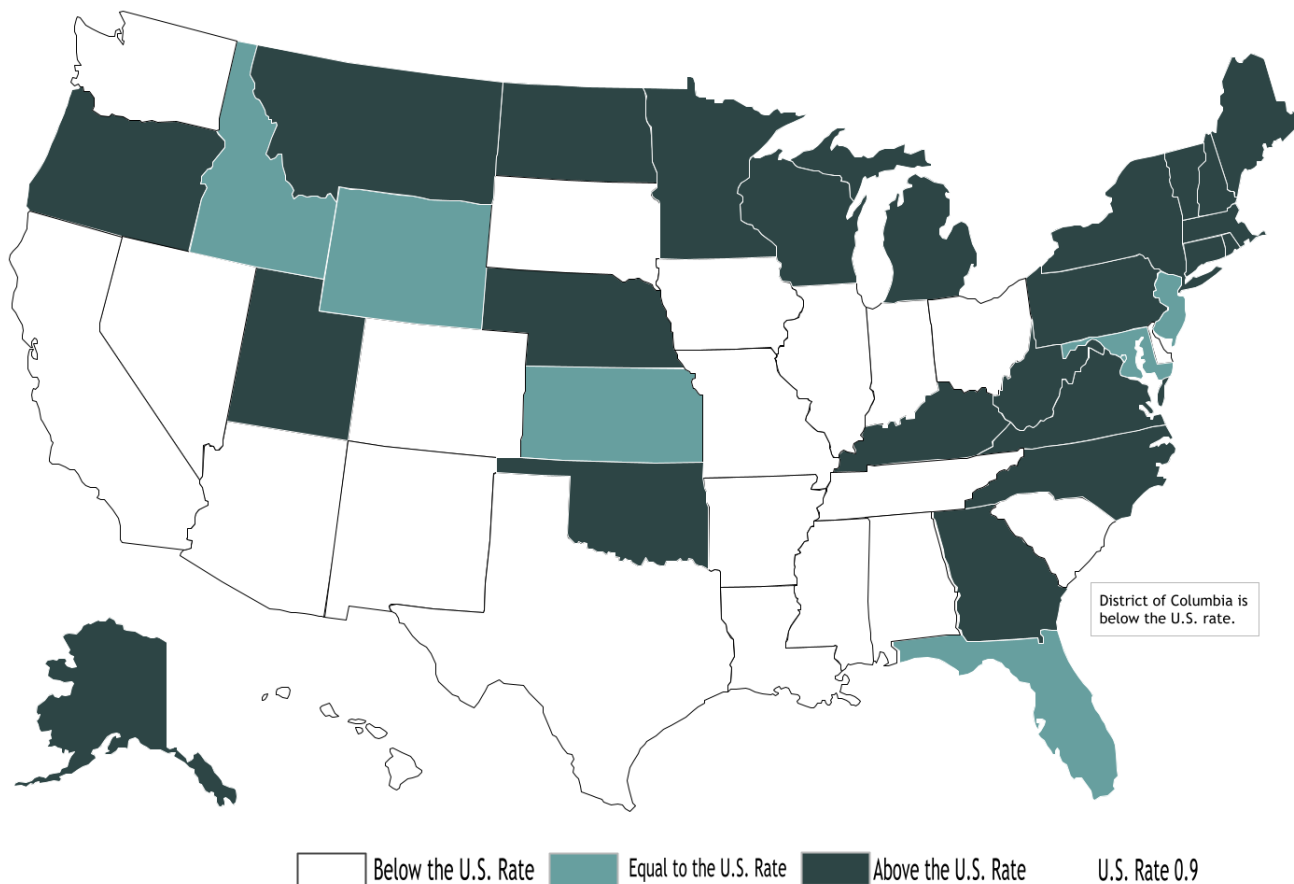 District of Columbia is
below the U.S. rate.
Below the U.S. Rate
Equal to the U.S. Rate
Above the U.S. Rate
U.S. Rate 0.9